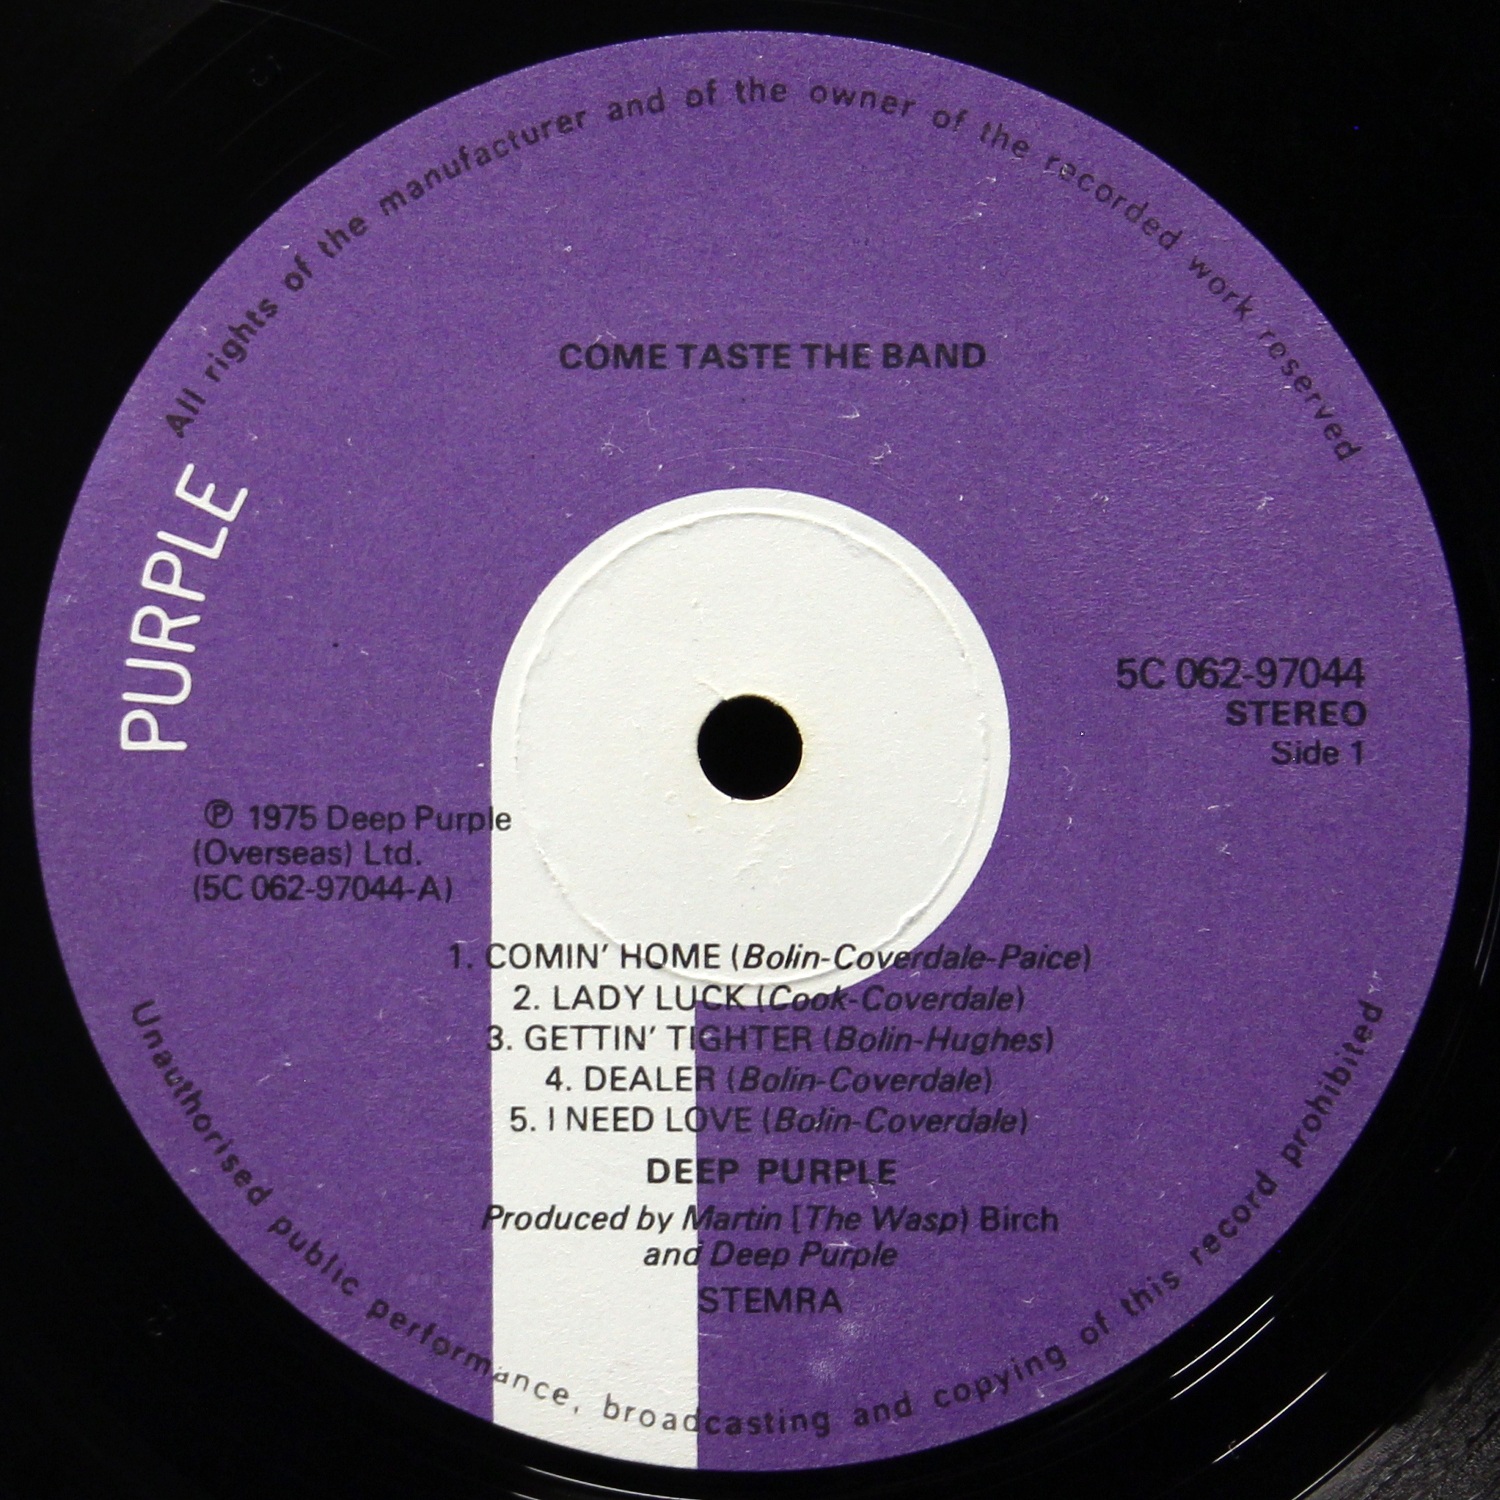 All rights of the manufacturer and of the owner of the recorded work reserved
COME TASTE THE BAND
PURPLE
5C 062-97044
STEREO
Side 1
℗ 1975 Deep Purple
(Overseas) Ltd.
(5C 062-97044-A)
1. COMIN' HOME (Bolin-Coverdale-Paice)
2. LADY LUCK (Cook-Coverdale)
3. GETTIN' TIGHTER (Bolin-Hughes)
4. DEALER (Bolin-Coverdale)
5. I NEED LOVE (Bolin-Coverdale)
DEEP PURPLE
Produced by Martin [The Wasp) Birch
and Deep Purple
STEMRA
Unauthorised public performance, broadcasting and copying of this record prohibited